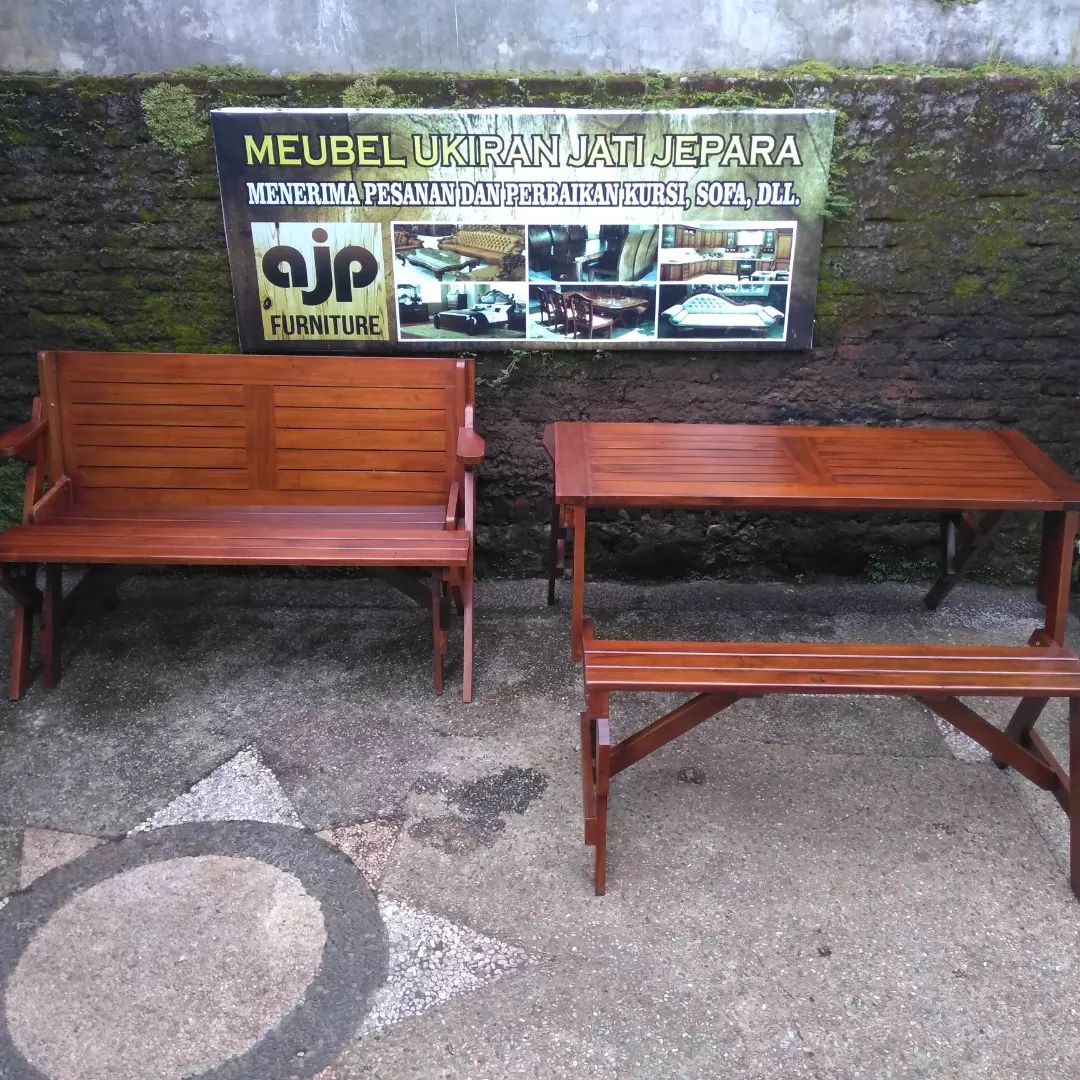 MEUBEL UKIRAN JATI JEPARA
MENERIMA PESANAN DAN PERBAIKAN KURSI, SOFA, DLL.
ajp
FURNITURE